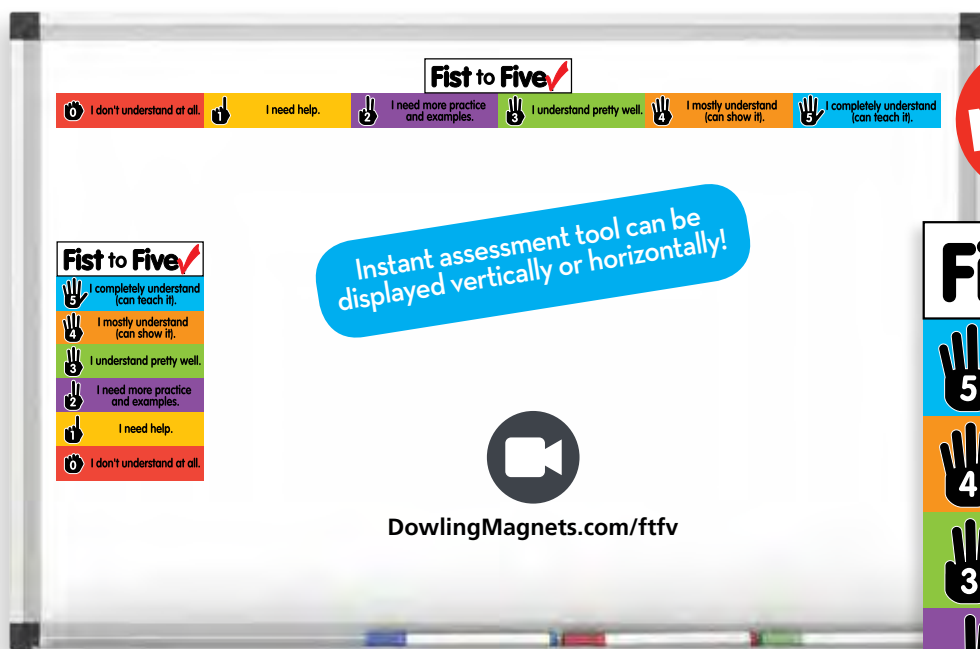 Fist to Five
0 I don't understand at all.
1 I need help.
2 I need more practice
and examples.
3 I understand pretty well.
4 I mostly understand
(can show it).
5 I completely understand
(can teach it).
Instant assessment tool can be
displayed vertically or horizontally!
Fist to Five
5 I completely understand
(can teach it).
4 I mostly understand
(can show it).
3 I understand pretty well.
2 I need more practice
and examples.
1 I need help.
0 I don't understand at all.
DowlingMagnets.com/ftfv
5
4
3